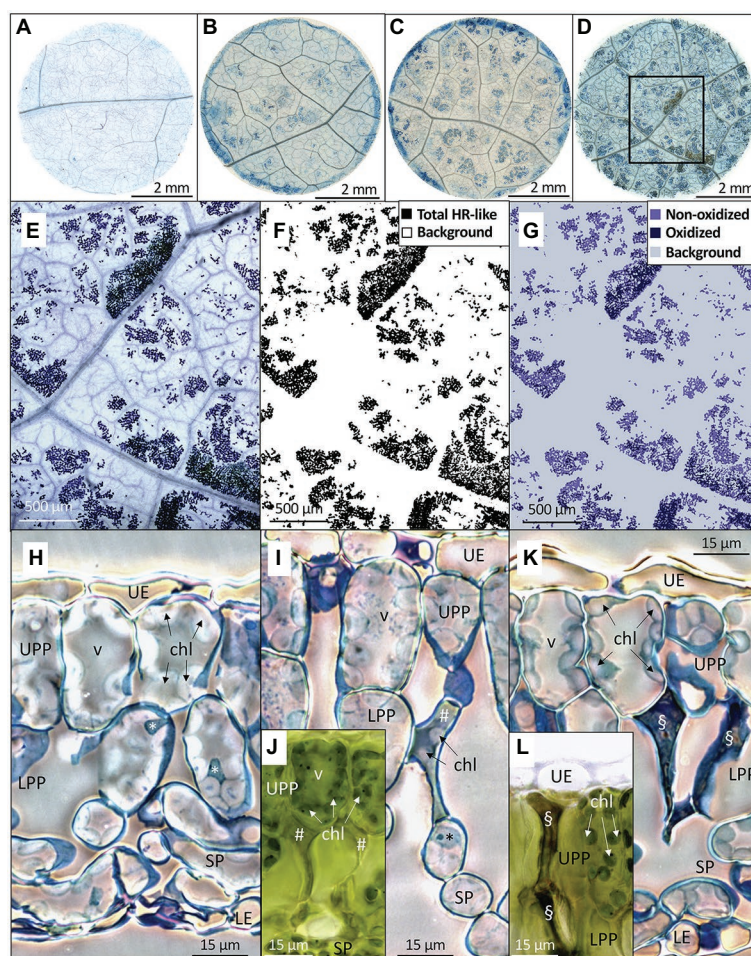 A
B
C
D
2 mm
2 mm
2 mm
2 mm
E
F
Total HR-like
Background
G
Non-oxidized
Oxidized
Background
500 µm
500 µm
500 µm
H
UE
UPP
v
chl
*
*
LPP
SP
LE
15 µm
I
UE
v
UPP
LPP
#
chl
*
SP
15 µm
J
v
UPP
chl
#
#
15 µm
SP
K
15 µm
UE
v
chl
UPP
§
§
LPP
SP
LE
L
UE
§
chl
UPP
§
15 µm
LPP